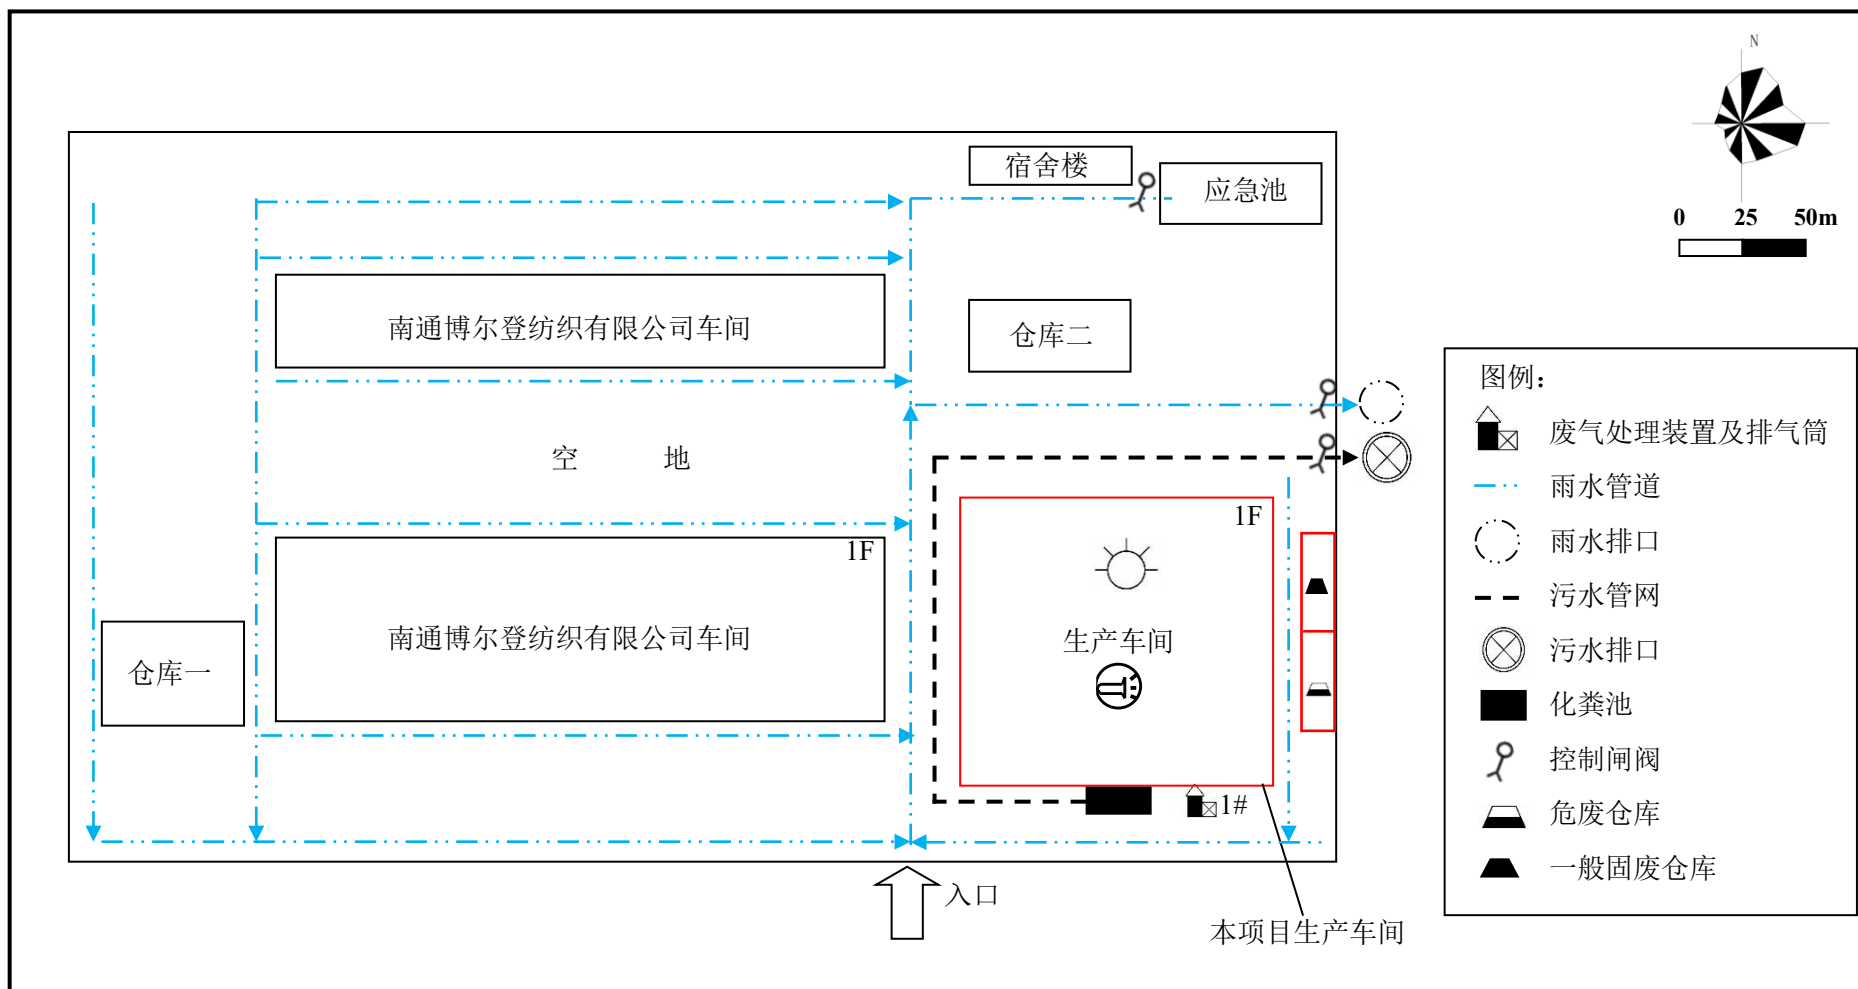 N
0 25 50m
宿舍楼
应急池
南通博尔登纺织有限公司车间
仓库二
空 地
1F
南通博尔登纺织有限公司车间
仓库一
1F
生产车间
1#
入口
本项目生产车间
图例：
废气处理装置及排气筒
雨水管道
雨水排口
污水管网
污水排口
化粪池
控制闸阀
危废仓库
一般固废仓库